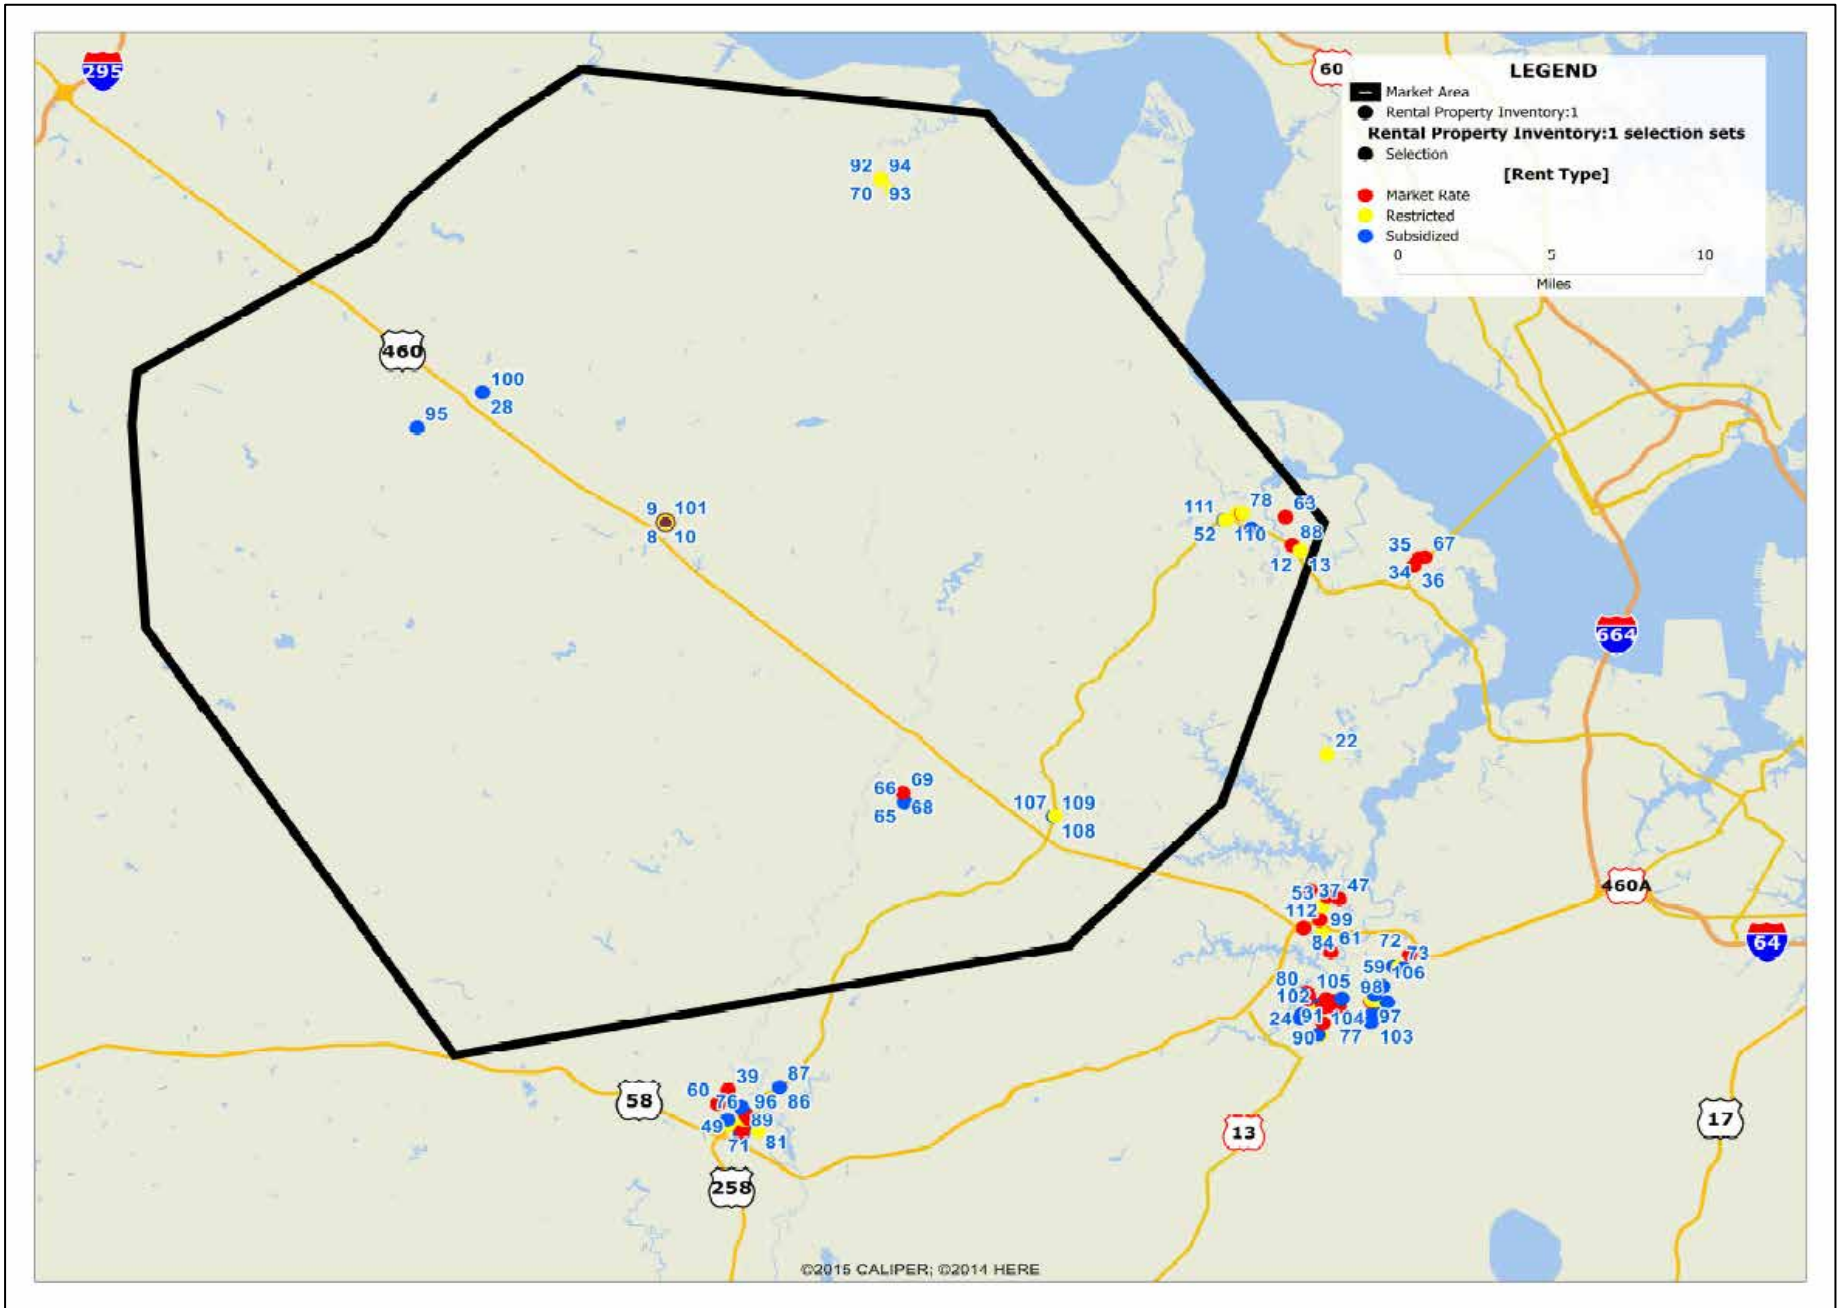 295
60
LEGEND
Market Area
Rental Property Inventory:1
Rental Property Inventory:1 selection sets
Selection
[Rent Type]
Market Rate
Restricted
Subsidized
0 5 10
Miles
92 94
70 93
460
100
28
95
9 101
8 10
111 78 63
52 110 88
12 13
35 67
34 36
664
22
66 69
65 68
107 109
108
53 37 47
112 99
84 61 72 73
59 106
80 105 98
102
24 91 104 97
90 77 103
460A
64
39 87
60 76 96 86
49 89
71 81
58
258
13
17
©2015 CALIPER; ©2014 HERE